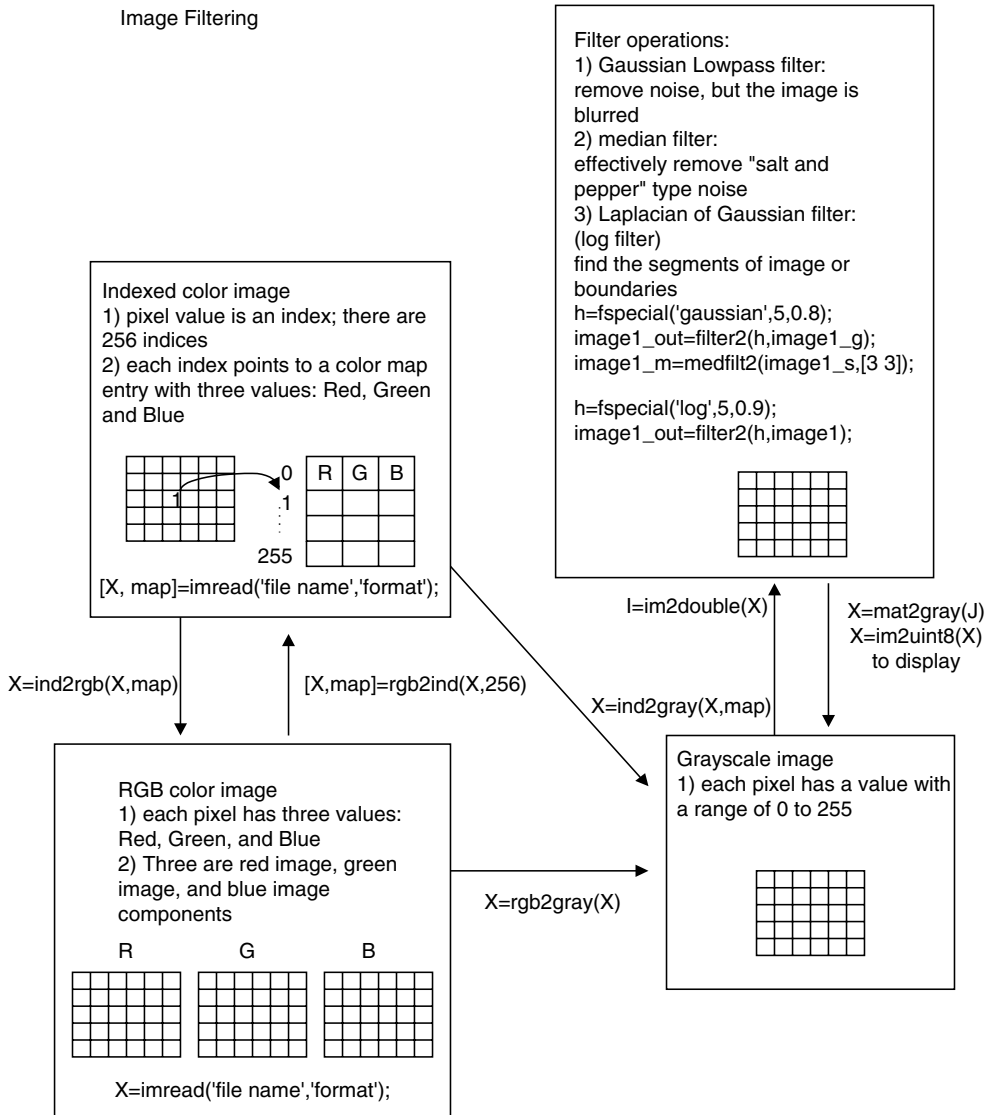 Image Filtering
Filter operations:
1) Gaussian Lowpass filter:
remove noise, but the image is
blurred
2) median filter:
effectively remove "salt and
pepper" type noise
3) Laplacian of Gaussian filter:
(log filter)
find the segments of image or
boundaries
h=fspecial('gaussian',5,0.8);
image1_out=filter2(h,image1_g);
image1_m=medfilt2(image1_s,[3 3]);
h=fspecial('log',5,0.9);
image1_out=filter2(h,image1);
Indexed color image
1) pixel value is an index; there are
256 indices
2) each index points to a color map
entry with three values: Red, Green
and Blue
0 R G B
1 1
255
[X, map]=imread('file name','format');
I=im2double(X)
X=mat2gray(J)
X=im2uint8(X)
to display
X=ind2rgb(X,map)
[X,map]=rgb2ind(X,256)
X=ind2gray(X,map)
RGB color image
1) each pixel has three values:
Red, Green, and Blue
2) Three are red image, green
image, and blue image
components
R G B
X=imread('file name','format');
X=rgb2gray(X)
Grayscale image
1) each pixel has a value with
a range of 0 to 255